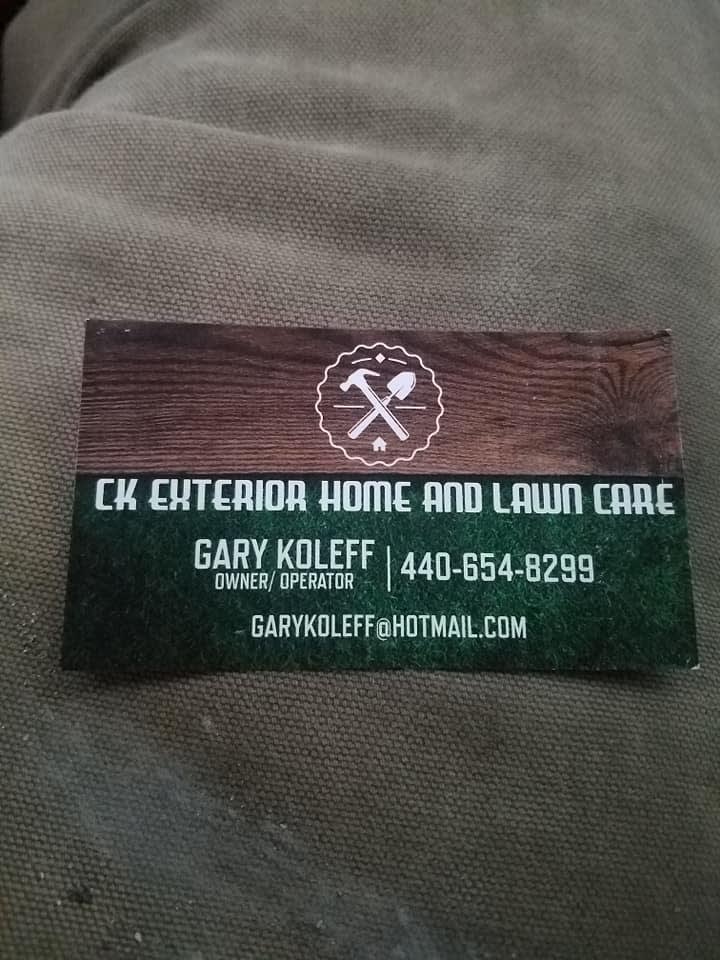 CK EXTERIOR HOME AND LAWN CARE
GARY KOLEFF
OWNER/ OPERATOR
440-654-8299
GARYKOLEFF@HOTMAIL.COM